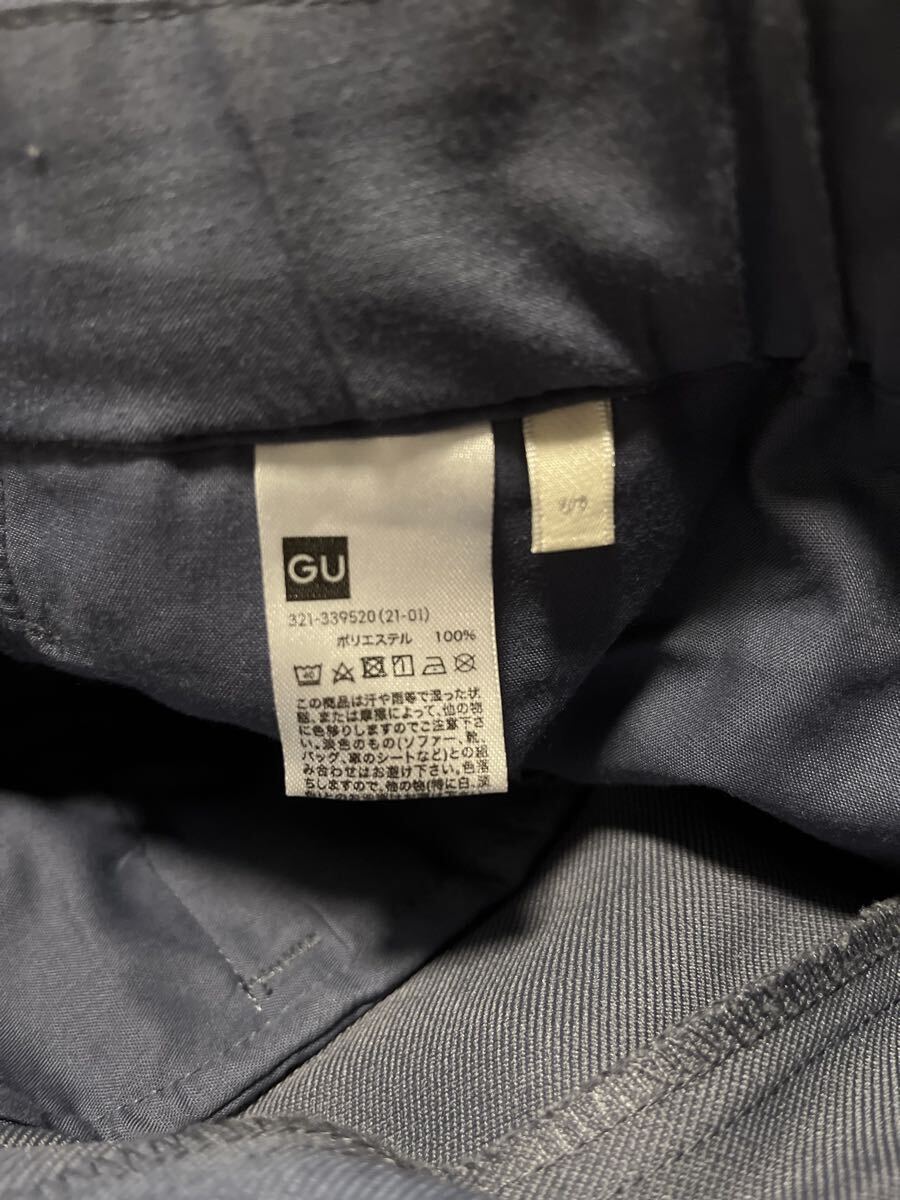 GU
321-339520(21-01)
ポリエステル 100%
40
この商品は汗や雨等で湿った状
態、または摩擦によって、他の物
に色移りしますのでご注意下さ
い。淡色のもの(ソファー、靴、
バッグ、車のシートなど)との組
み合わせはお避け下さい。色落
ちしますので、他の物(特に白、淡